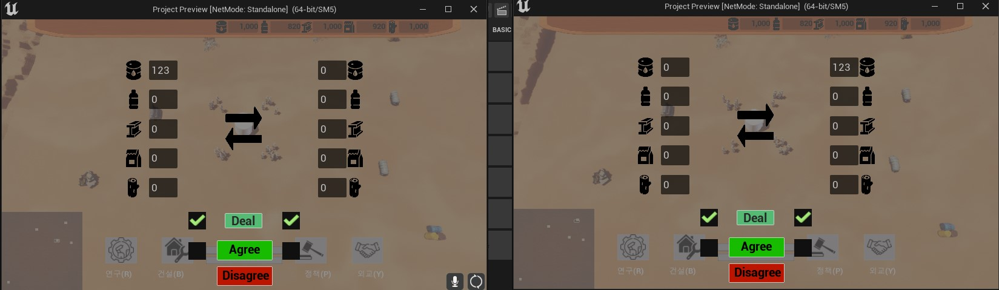 Project Preview [NetMode: Standalone] (64-bit/SM5)
1,000 820 1,000 920 1,000
123 0
0 0
0 0
0 0
0 0
Deal
Agree
Disagree
연구(R) 건설(B) 정책(P) 외교(Y)
BASIC
Project Preview [NetMode: Standalone] (64-bit/SM5)
1,000 820 1,000 920 1,000
0 123
0 0
0 0
0 0
0 0
Deal
Agree
Disagree
연구(R) 건설(B) 정책(P) 외교(Y)